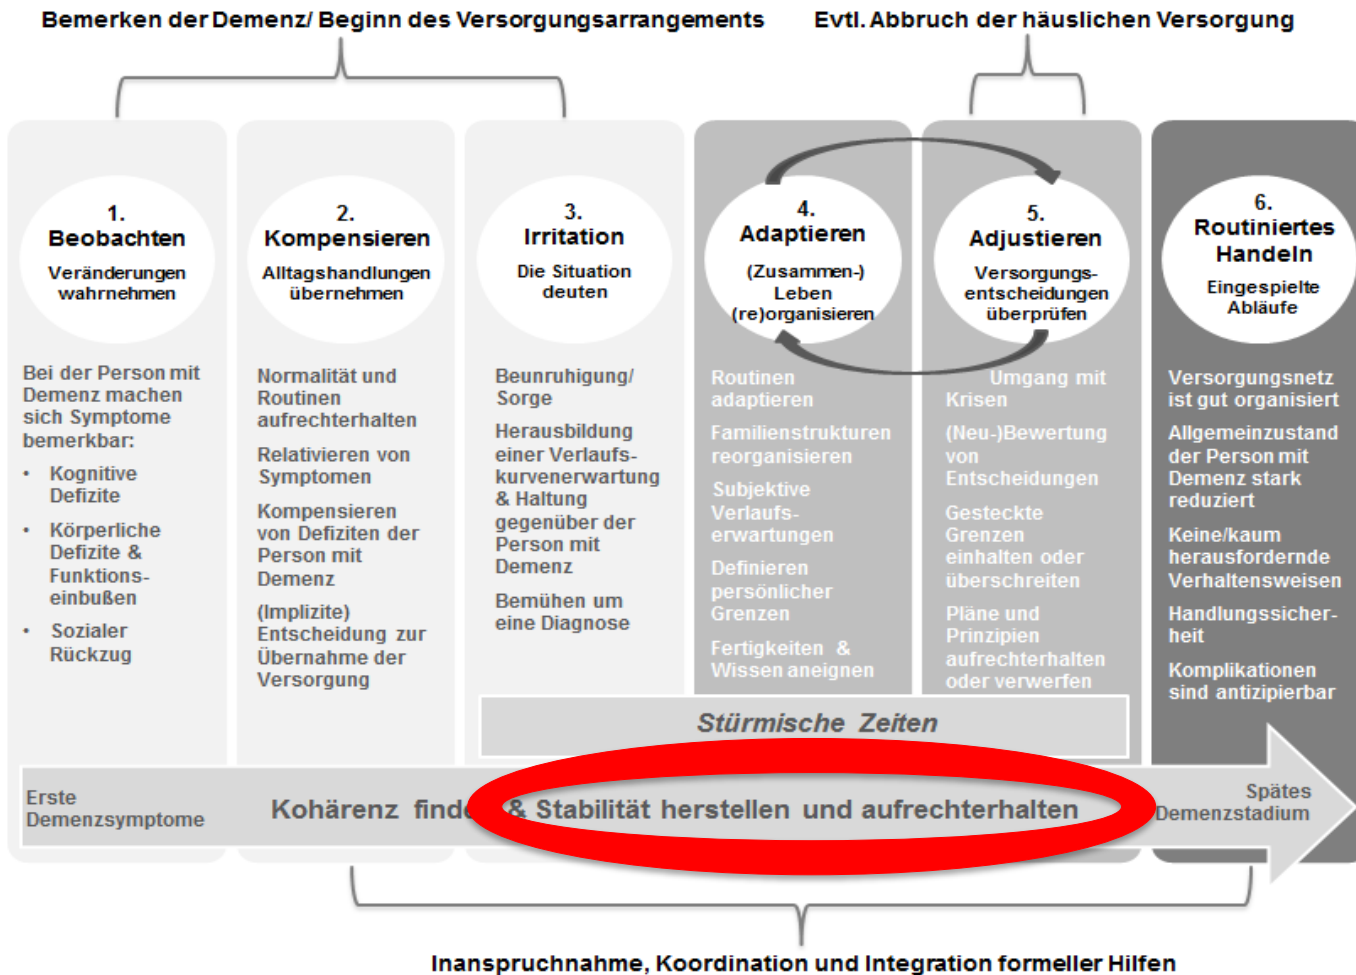 Bemerken der Demenz/ Beginn des Versorgungsarrangements
Evtl. Abbruch der häuslichen Versorgung
1.
Beobachten
Veränderungen
wahrnehmen
Bei der Person mit
Demenz machen
sich Symptome
bemerkbar:
• Kognitive
Defizite
• Körperliche
Defizite &
Funktions-
einbußen
• Sozialer
Rückzug
2.
Kompensieren
Alltagshandlungen
übernehmen
Normalität und
Routinen
aufrechterhalten
Relativieren von
Symptomen
Kompensieren
von Defiziten der
Person mit
Demenz
(Implizite)
Entscheidung zur
Übernahme der
Versorgung
3.
Irritation
Die Situation
deuten
Beunruhigung/
Sorge
Herausbildung
einer Verlaufs-
kurvenerwartung
& Haltung
gegenüber der
Person mit
Demenz
Bemühen um
eine Diagnose
4.
Adaptieren
(Zusammen-)
Leben
(re)organisieren
Routinen
adaptieren
Familienstrukturen
reorganisieren
Subjektive
Verlaufs-
erwartungen
Definieren
persönlicher
Grenzen
Fertigkeiten &
Wissen aneignen
5.
Adjustieren
Versorgungs-
entscheidungen
überprüfen
Umgang mit
Krisen
(Neu-)Bewertung
von
Entscheidungen
Gesteckte
Grenzen
einhalten oder
überschreiten
Pläne und
Prinzipien
aufrechterhalten
oder verwerfen
6.
Routiniertes
Handeln
Eingespielte
Abläufe
Versorgungsnetz
ist gut organisiert
Allgemeinzustand
der Person mit
Demenz stark
reduziert
Keine/kaum
herausfordernde
Verhaltensweisen
Handlungssicher-
heit
Komplikationen
sind antizipierbar
Stürmische Zeiten
Erste
Demenzsymptome
Kohärenz finden & Stabilität herstellen und aufrechterhalten
Spätes
Demenzstadium
Inanspruchnahme, Koordination und Integration formeller Hilfen